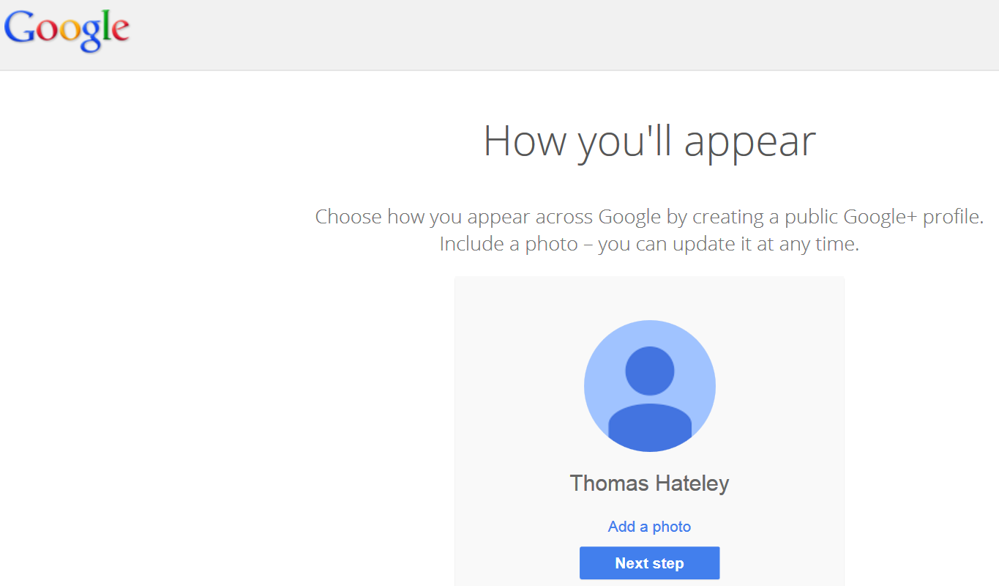 Google
How you'll appear
Choose how you appear across Google by creating a public Google+ profile.
Include a photo – you can update it at any time.
Thomas Hateley
Add a photo
Next step